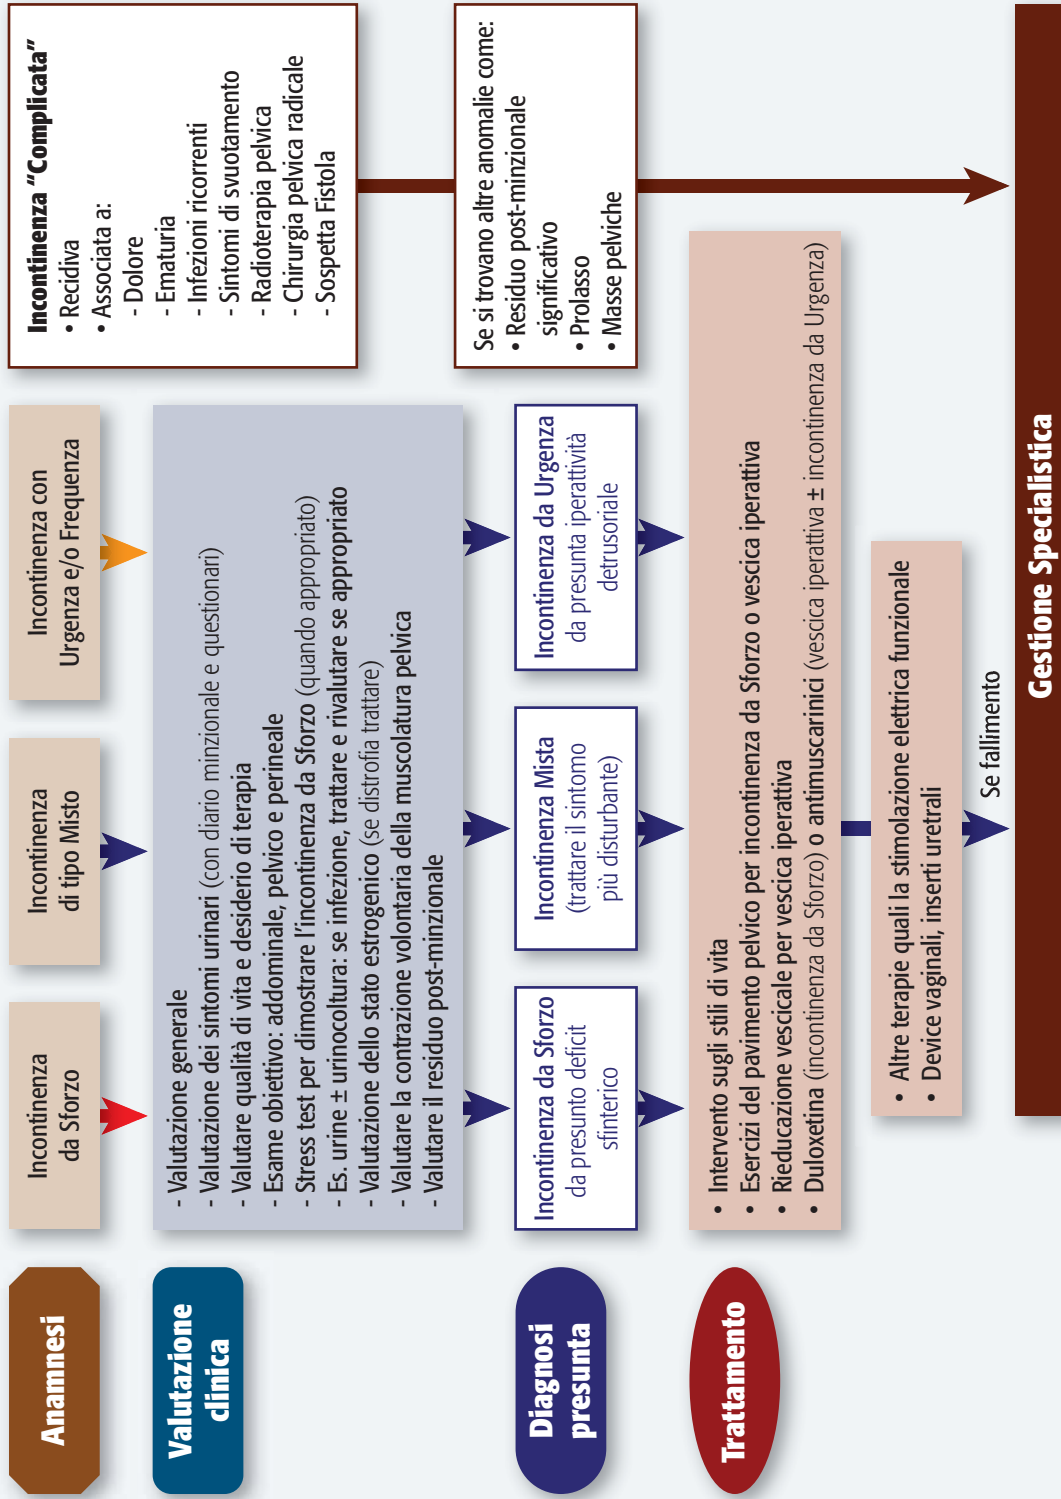 Anamnesi
Incontinenza
da Sforzo
Incontinenza
di tipo Misto
Incontinenza con
Urgenza e/o Frequenza
Incontinenza “Complicata”
• Recidiva
• Associata a:
- Dolore
- Ematuria
- Infezioni ricorrenti
- Sintomi di svuotamento
- Radioterapia pelvica
- Chirurgia pelvica radicale
- Sospetta Fistola
Valutazione
clinica
- Valutazione generale
- Valutazione dei sintomi urinari (con diario minzionale e questionari)
- Valutare qualità di vita e desiderio di terapia
- Esame obiettivo: addominale, pelvico e perineale
- Stress test per dimostrare l’incontinenza da Sforzo (quando appropriato)
- Es. urine ± urinocoltura: se infezione, trattare e rivalutare se appropriato
- Valutazione dello stato estrogenico (se distrofia trattare)
- Valutare la contrazione volontaria della muscolatura pelvica
- Valutare il residuo post-minzionale
Se si trovano altre anomalie come:
• Residuo post-minzionale
significativo
• Prolasso
• Masse pelviche
Diagnosi
presunta
Incontinenza da Sforzo
da presunto deficit
sfinterico
Incontinenza Mista
(trattare il sintomo
più disturbante)
Incontinenza da Urgenza
da presunta iperattività
detrusoriale
Trattamento
• Intervento sugli stili di vita
• Esercizi del pavimento pelvico per incontinenza da Sforzo o vescica iperattiva
• Rieducazione vescicale per vescica iperattiva
• Duloxetina (incontinenza da Sforzo) o antimuscarinici (vescica iperattiva ± incontinenza da Urgenza)
• Altre terapie quali la stimolazione elettrica funzionale
• Device vaginali, inserti uretrali
Se fallimento
Gestione Specialistica